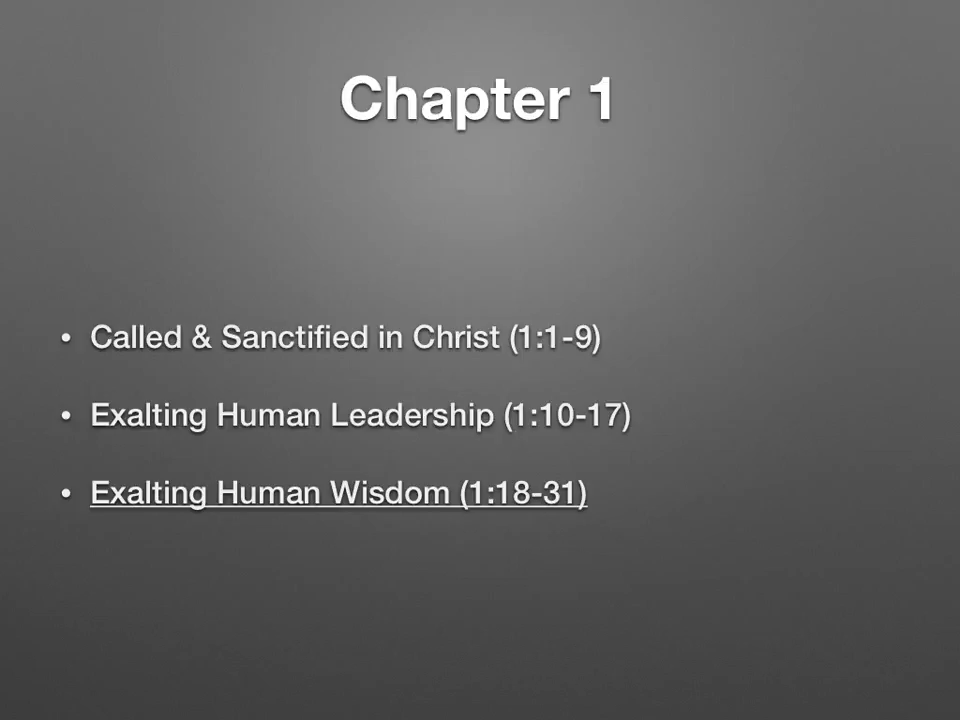 Chapter 1
• Called & Sanctified in Christ (1:1-9)
• Exalting Human Leadership (1:10-17)
• Exalting Human Wisdom (1:18-31)